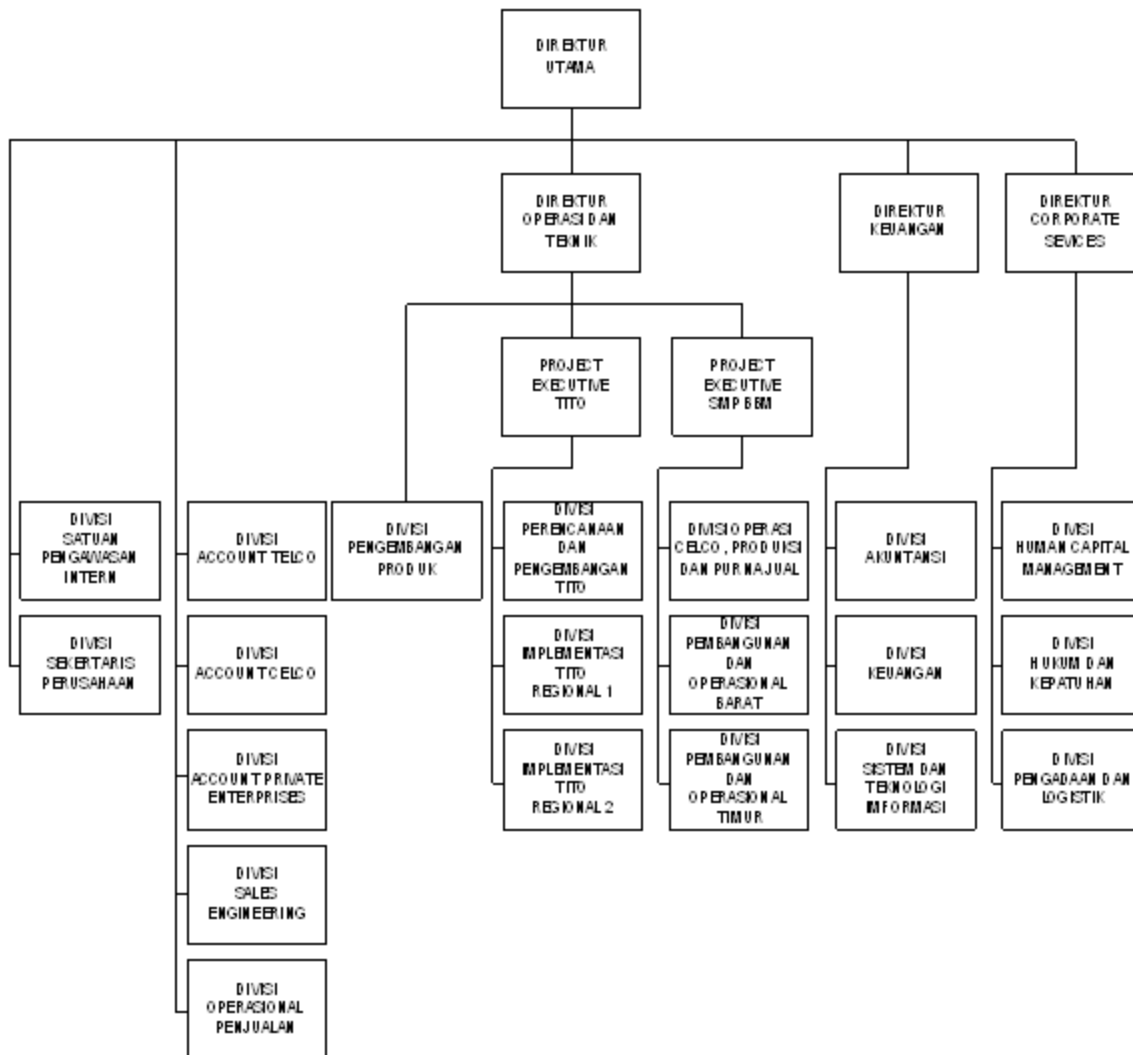 DIREKTUR
UTAMA
DIREKTUR
OPERASI DAN
TEKNIK
DIREKTUR
KEUANGAN
DIREKTUR
CORPORATE
SEVICES
PROJECT
EXECUTIVE
TITO
PROJECT
EXECUTIVE
SMP BBM
DIVISI
SATUAN
PENGAWASAN
INTERN
DIVISI
ACCOUNT TELCO
DIVISI
PENGEMBANGAN
PRODUK
DIVISI
PERENCANAAN
DAN
PENGEMBANGAN
TITO
DIVISI OPERASI
CELCO, PRODUKSI
DAN PURNAJUAL
DIVISI
AKUNTANSI
DIVISI
HUMAN CAPITAL
MANAGEMENT
DIVISI
SEKERTARIS
PERUSAHAAN
DIVISI
ACCOUNT CELCO
DIVISI
IMPLEMENTASI
TITO
REGIONAL 1
DIVISI
PEMBANGUNAN
DAN
OPERASIONAL
BARAT
DIVISI
KEUANGAN
DIVISI
HUKUM DAN
KEPATUHAN
DIVISI
ACCOUNT PRIVATE
ENTERPRISES
DIVISI
IMPLEMENTASI
TITO
REGIONAL 2
DIVISI
PEMBANGUNAN
DAN
OPERASIONAL
TIMUR
DIVISI
SISTEM DAN
TEKNOLOGI
INFORMASI
DIVISI
PENGADAAN DAN
LOGISTIK
DIVISI
SALES
ENGINEERING
DIVISI
OPERASIONAL
PENJUALAN